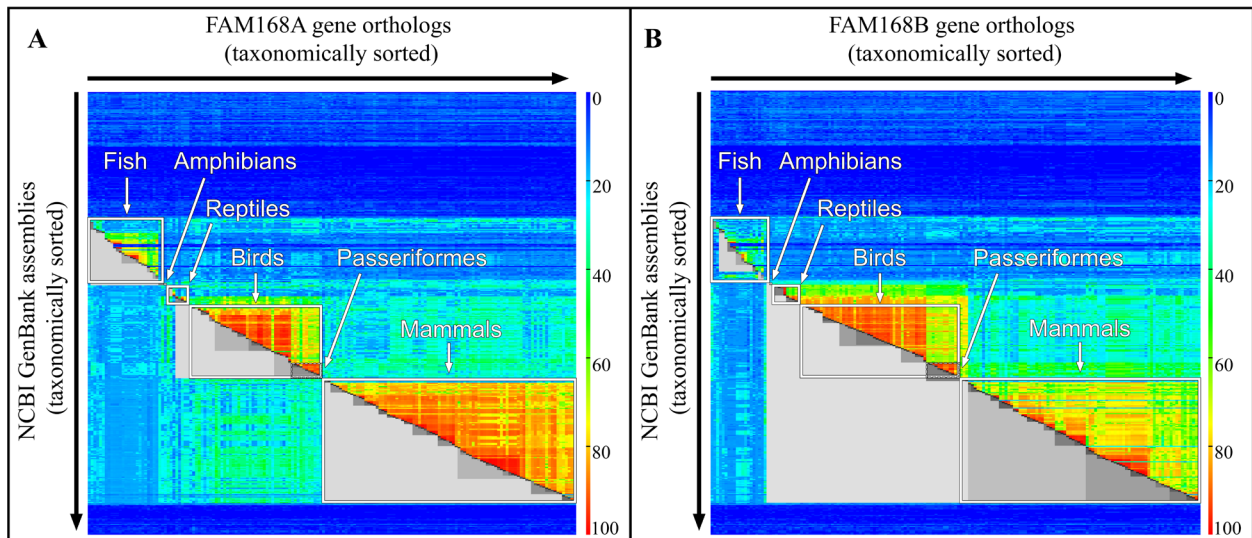 A
FAM168A gene orthologs
(taxonomically sorted)
NCBI GenBank assemblies
(taxonomically sorted)
Fish
Amphibians
Reptiles
Birds
Passeriformes
Mammals
0
20
40
60
80
100
B
FAM168B gene orthologs
(taxonomically sorted)
NCBI GenBank assemblies
(taxonomically sorted)
Fish
Amphibians
Reptiles
Birds
Passeriformes
Mammals
0
20
40
60
80
100